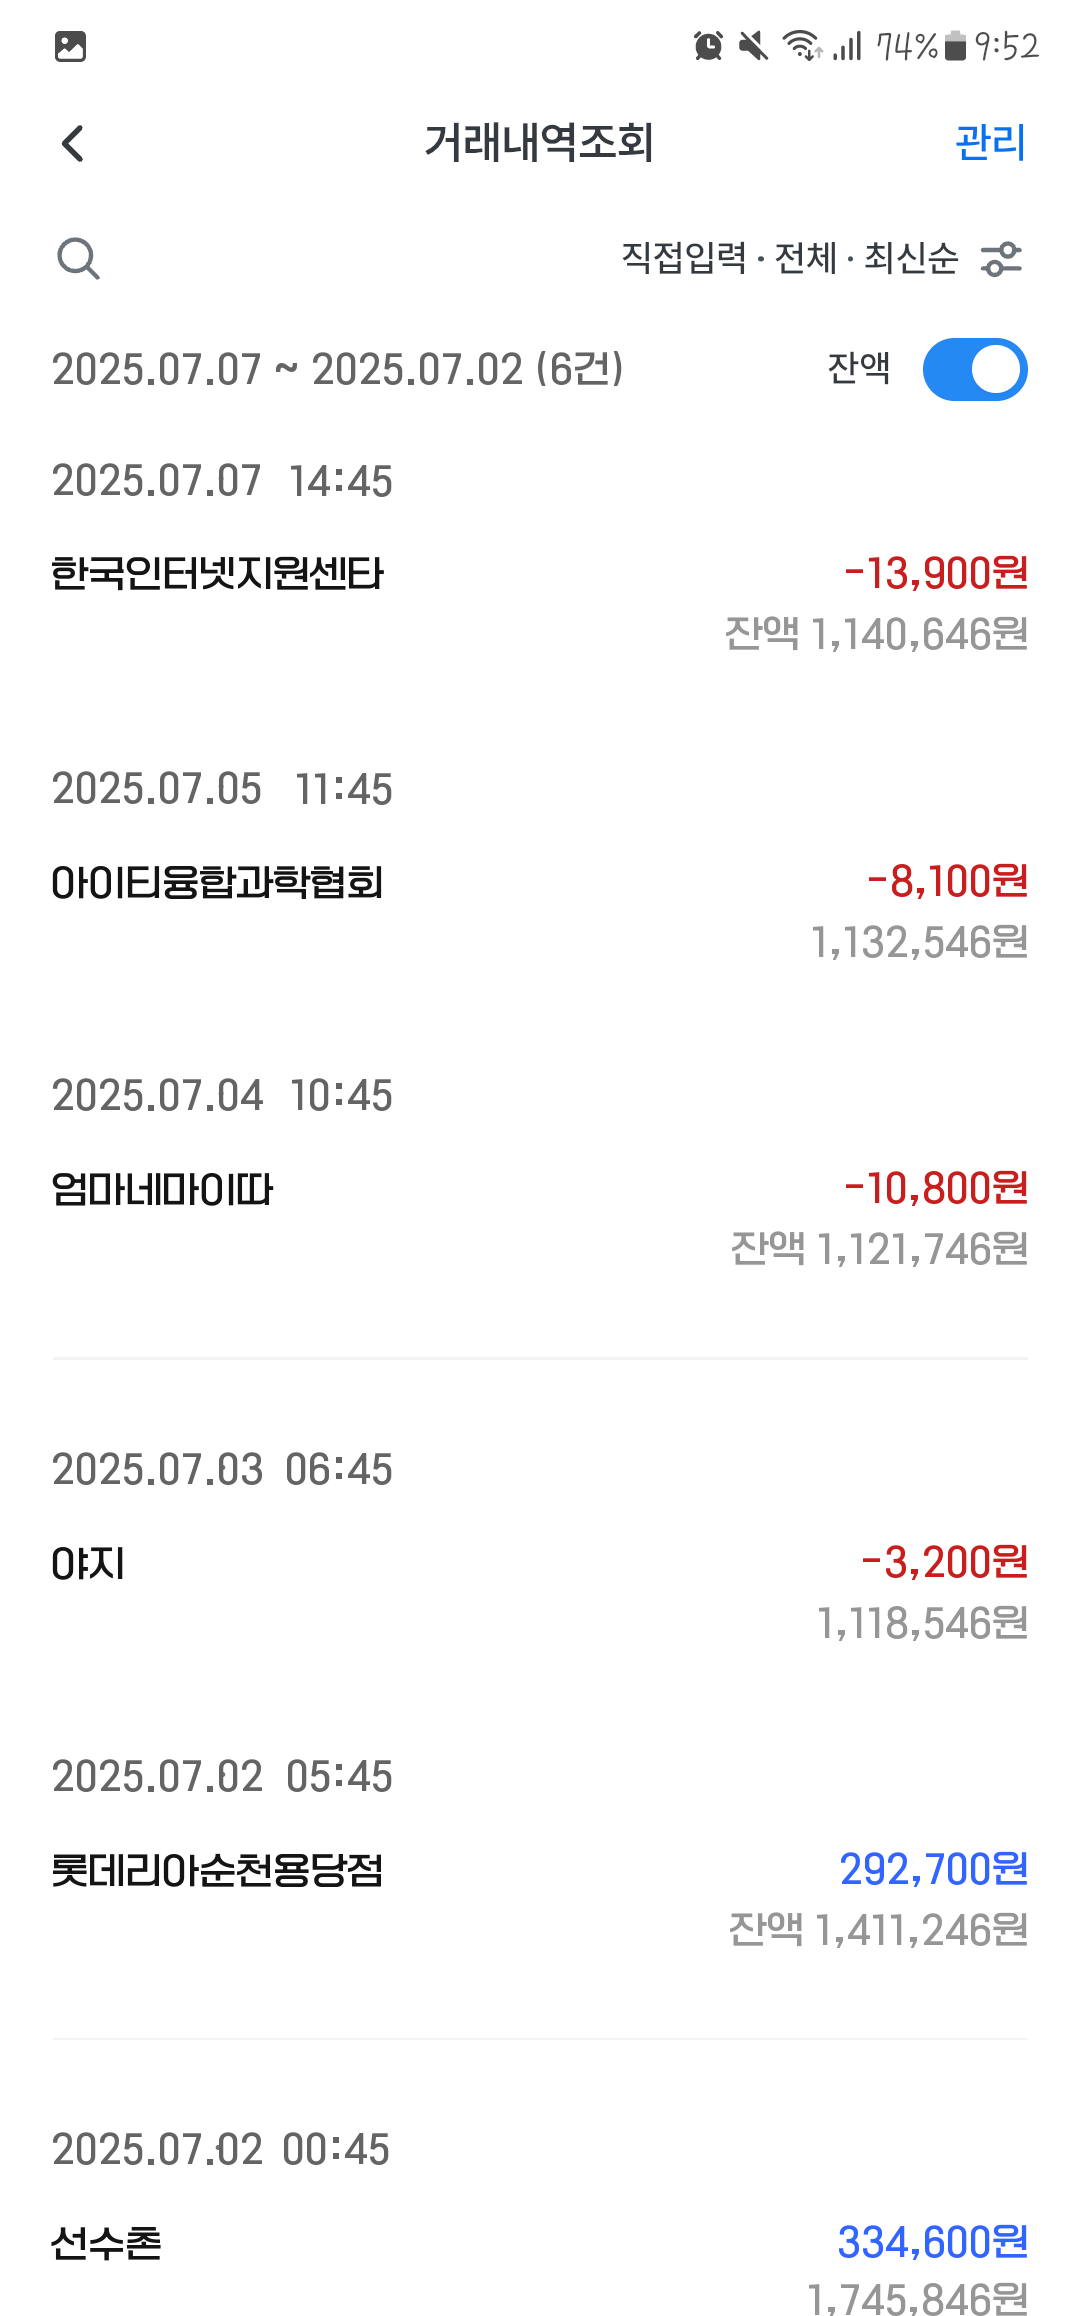 74% 9:52
거래내역조회 관리
직접입력 · 전체 · 최신순
2025.07.07 ~ 2025.07.02 (6건) 잔액
2025.07.07 14:45
한국인터넷지원센타 -13,900원
잔액 1,140,646원
2025.07.05 11:45
아이티융합과학협회 -8,100원
1,132,546원
2025.07.04 10:45
엄마네마이따 -10,800원
잔액 1,121,746원
2025.07.03 06:45
야지 -3,200원
1,118,546원
2025.07.02 05:45
롯데리아순천용당점 292,700원
잔액 1,411,246원
2025.07.02 00:45
선수촌 334,600원
1,745,846원